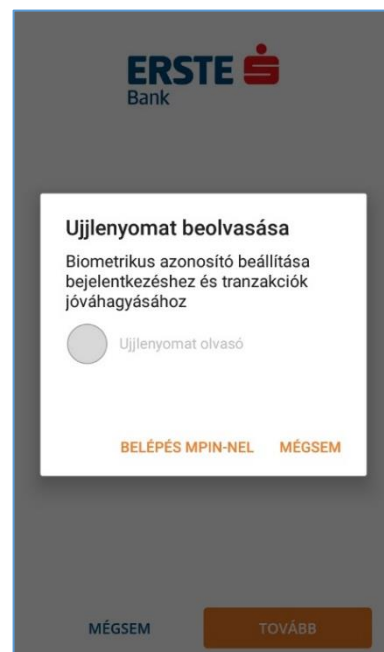 ERSTE
Bank
Ujjlenyomat beolvasása
Biometrikus azonosító beállítása
bejelentkezéshez és tranzakciók
jóváhagyásához
Ujjlenyomat olvasó
BELÉPÉS MPIN-NEL MÉGSEM
MÉGSEM TOVÁBB